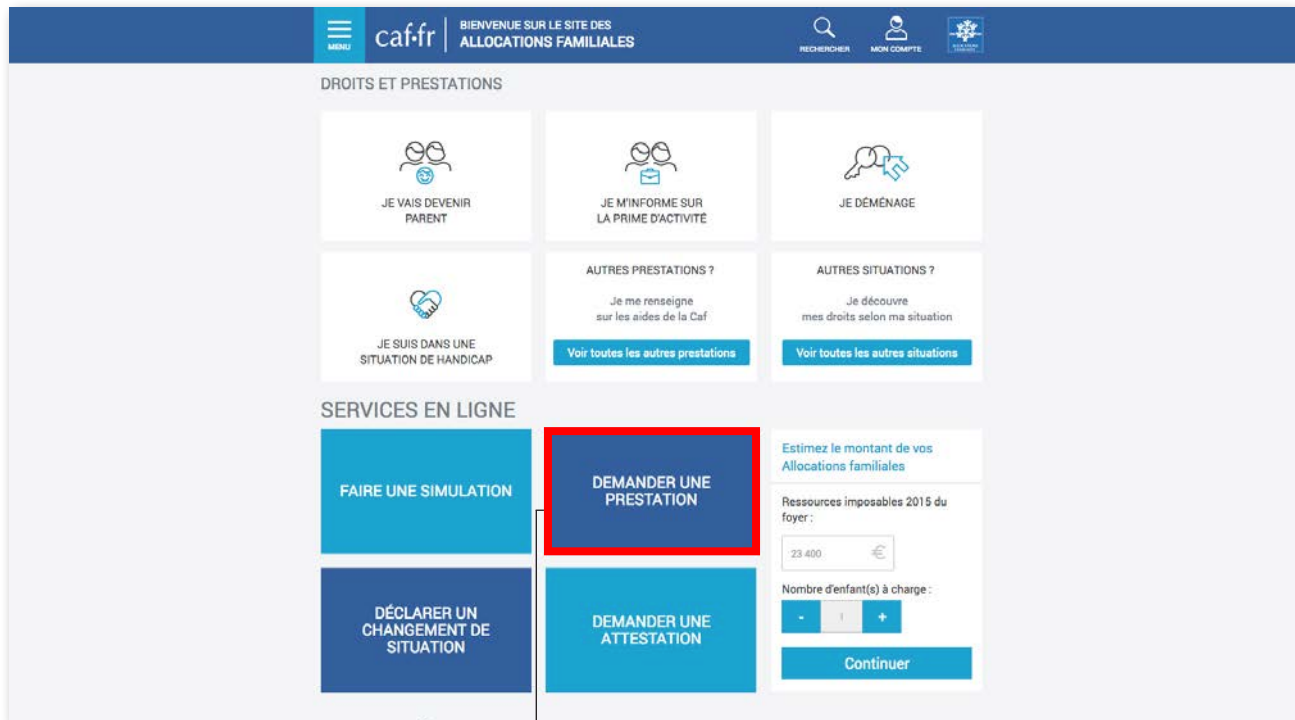 MENU
caf·fr
BIENVENUE SUR LE SITE DES
ALLOCATIONS FAMILIALES
RECHERCHER
MON COMPTE
DROITS ET PRESTATIONS
JE VAIS DEVENIR
PARENT
JE M'INFORME SUR
LA PRIME D'ACTIVITÉ
JE DÉMÉNAGE
JE SUIS DANS UNE
SITUATION DE HANDICAP
AUTRES PRESTATIONS ?
Je me renseigne
sur les aides de la Caf
Voir toutes les autres prestations
AUTRES SITUATIONS ?
Je découvre
mes droits selon ma situation
Voir toutes les autres situations
SERVICES EN LIGNE
FAIRE UNE SIMULATION
DEMANDER UNE
PRESTATION
DÉCLARER UN
CHANGEMENT DE
SITUATION
DEMANDER UNE
ATTESTATION
Estimez le montant de vos
Allocations familiales
Ressources imposables 2015 du
foyer :
23 400 €
Nombre d'enfant(s) à charge :
- 1 +
Continuer